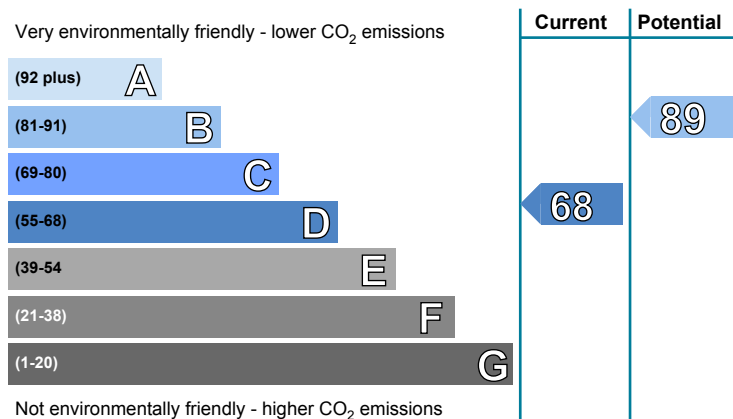 Current Potential
Very environmentally friendly - lower CO₂ emissions
(92 plus) A
(81-91) B
89
(69-80) C
(55-68) D
68
(39-54 E
(21-38) F
(1-20) G
Not environmentally friendly - higher CO₂ emissions